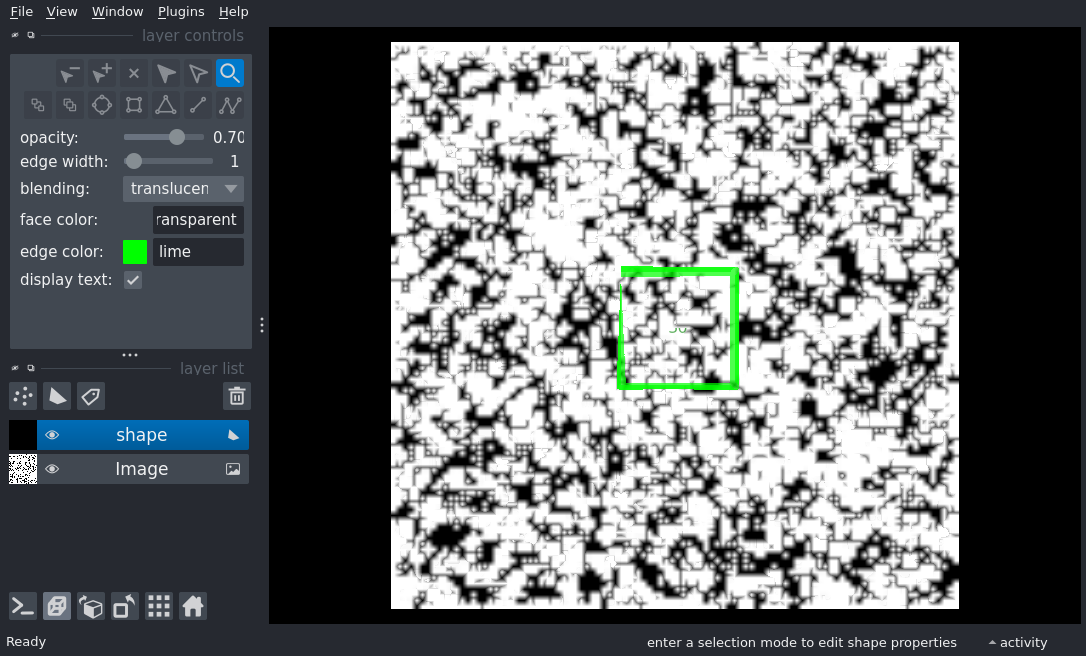 File View Window Plugins Help
layer controls
opacity: 0.70
edge width: 1
blending: translucen
face color: ransparent
edge color: lime
display text:
layer list
shape
Image
Ready
enter a selection mode to edit shape properties
activity